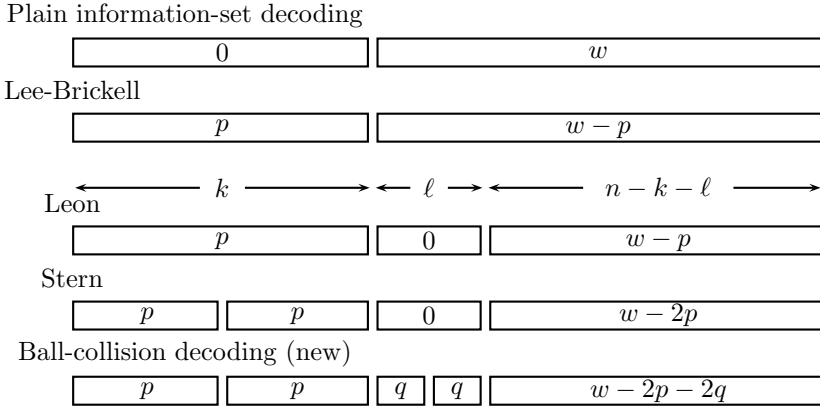 Plain information-set decoding
0 w
Lee-Brickell
p w − p
k ℓ n − k − ℓ
Leon
p 0 w − p
Stern
p p 0 w − 2p
Ball-collision decoding (new)
p p q q w − 2p − 2q